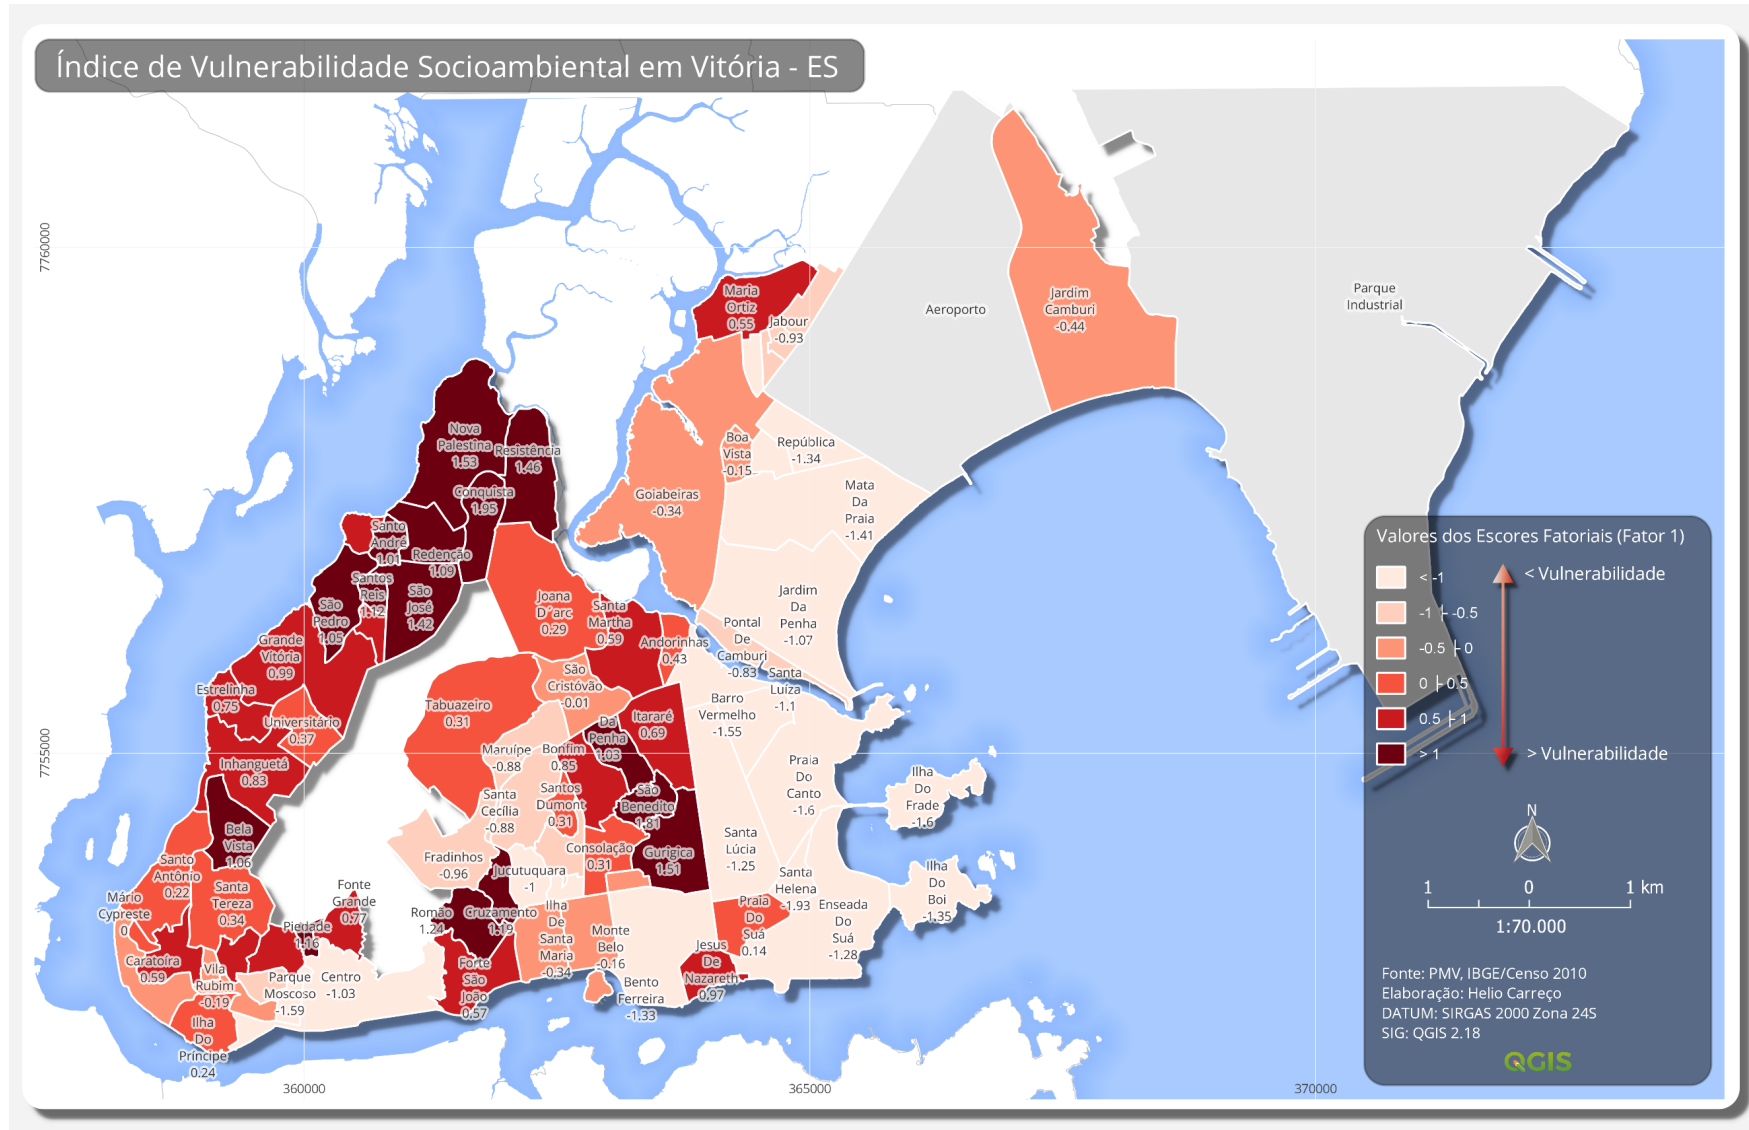 Índice de Vulnerabilidade Socioambiental em Vitória - ES
7760000
7755000
360000
365000
370000
Maria
Ortiz
0.55
Jabour
-0.93
Aeroporto
Jardim
Camburi
-0.44
Parque
Industrial
Nova
Palestina
1.53
Resistência
1.46
Conquista
1.95
Boa
Vista
-0.15
República
-1.34
Goiabeiras
-0.34
Mata
Da
Praia
-1.41
Santo
André
1.01
Redenção
1.09
Santos
Reis
1.12
São
José
1.42
São
Pedro
1.05
Joana
D´arc
0.29
Santa
Martha
0.59
Andorinhas
0.43
Jardim
Da
Penha
-1.07
Pontal
De
Camburi
-0.83
Santa
Luíza
-1.1
Grande
Vitória
0.99
Estrelinha
0.75
Universitário
0.37
Inhanguetá
0.83
Tabuazeiro
0.31
São
Cristóvão
-0.01
Da
Penha
1.03
Itararé
0.69
Barro
Vermelho
-1.55
Maruípe
-0.88
Bonfim
0.85
Praia
Do
Canto
-1.6
Ilha
Do
Frade
-1.6
Santa
Cecília
-0.88
Santos
Dumont
0.31
São
Benedito
1.81
Bela
Vista
1.06
Santa
Lúcia
-1.25
Fradinhos
-0.96
Jucutuquara
-1
Consolação
0.31
Gurigica
1.51
Santo
Antônio
0.22
Santa
Tereza
0.34
Fonte
Grande
0.77
Santa
Helena
-1.93
Ilha
Do
Boi
-1.35
Mário
Cypreste
0
Piedade
1.16
Romão
1.24
Cruzamento
1.19
Ilha
De
Santa
Maria
-0.34
Monte
Belo
-0.16
Praia
Do
Suá
0.14
Enseada
Do
Suá
-1.28
Caratoíra
0.59
Vila
Rubim
-0.19
Parque
Moscoso
-1.59
Centro
-1.03
Forte
São
João
0.57
Bento
Ferreira
-1.33
Jesus
De
Nazareth
0.97
Ilha
Do
Príncipe
0.24
Valores dos Escores Fatoriais (Fator 1)
< -1
-1 ├ -0.5
-0.5 ├ 0
0 ├ 0.5
0.5 ├ 1
> 1
< Vulnerabilidade
> Vulnerabilidade
N
1 0 1 km
1:70.000
Fonte: PMV, IBGE/Censo 2010
Elaboração: Helio Carreço
DATUM: SIRGAS 2000 Zona 24S
SIG: QGIS 2.18
QGIS